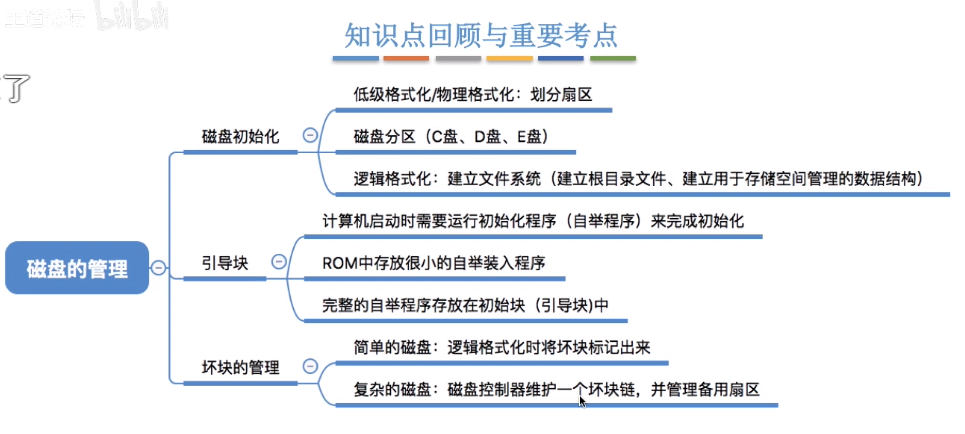 bilibili
了
知识点回顾与重要考点
磁盘的管理
磁盘初始化
低级格式化/物理格式化：划分扇区
磁盘分区（C盘、D盘、E盘）
逻辑格式化：建立文件系统（建立根目录文件、建立用于存储空间管理的数据结构）
引导块
计算机启动时需要运行初始化程序（自举程序）来完成初始化
ROM中存放很小的自举装入程序
完整的自举程序存放在初始块（引导块)中
坏块的管理
简单的磁盘：逻辑格式化时将坏块标记出来
复杂的磁盘：磁盘控制器维护一个坏块链，并管理备用扇区